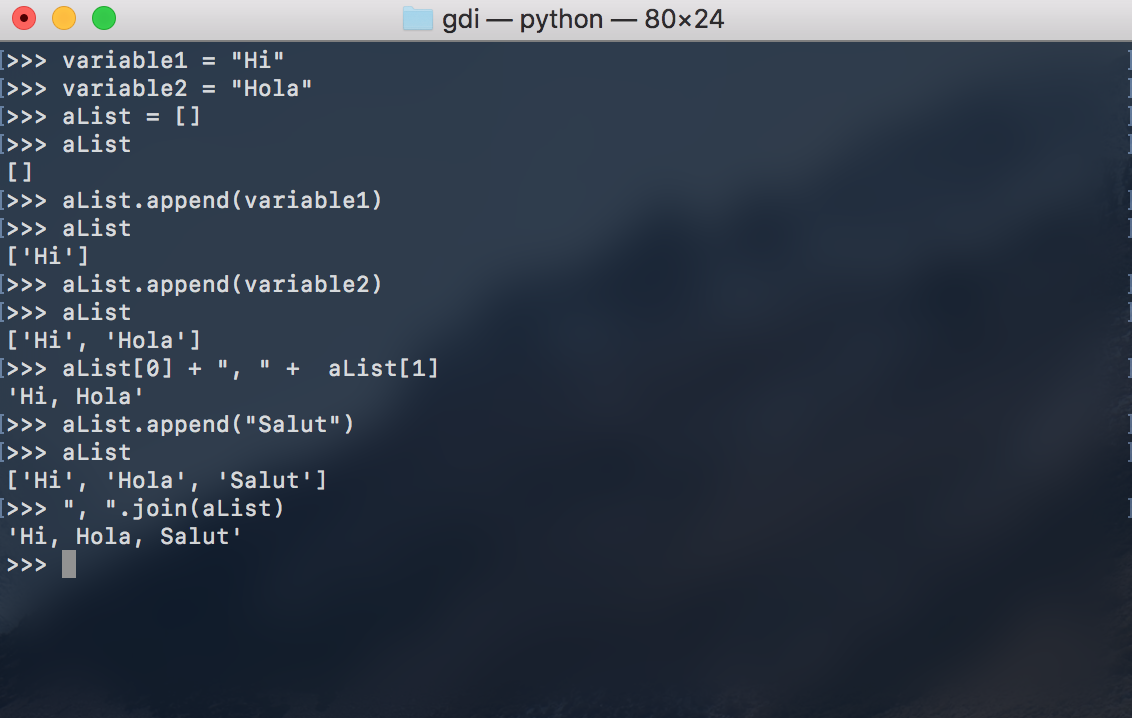 gdi — python — 80×24
>>> variable1 = "Hi"
>>> variable2 = "Hola"
>>> aList = []
>>> aList
[]
>>> aList.append(variable1)
>>> aList
['Hi']
>>> aList.append(variable2)
>>> aList
['Hi', 'Hola']
>>> aList[0] + ", " +  aList[1]
'Hi, Hola'
>>> aList.append("Salut")
>>> aList
['Hi', 'Hola', 'Salut']
>>> ", ".join(aList)
'Hi, Hola, Salut'
>>>